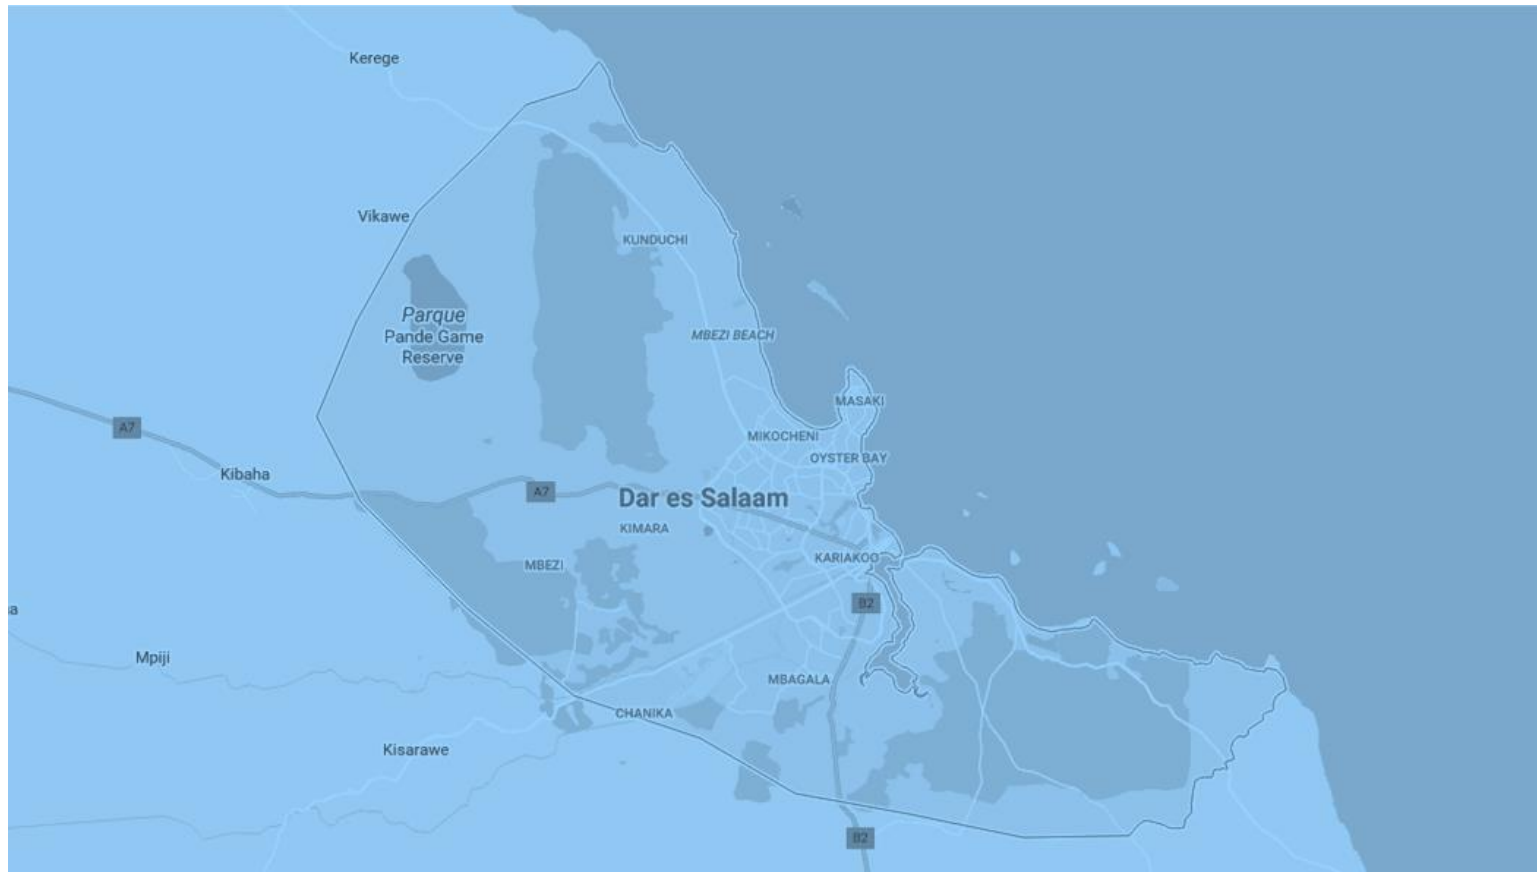 Kerege
Vikawe
KUNDUCHI
Parque
Pande Game
Reserve
MBEZI BEACH
MASAKI
A7
MIKOCHENI
OYSTER BAY
Kibaha
A7
Dar es Salaam
KIMARA
KARIAKOO
MBEZI
B2
a
Mpiji
MBAGALA
CHANIKA
Kisarawe
B2